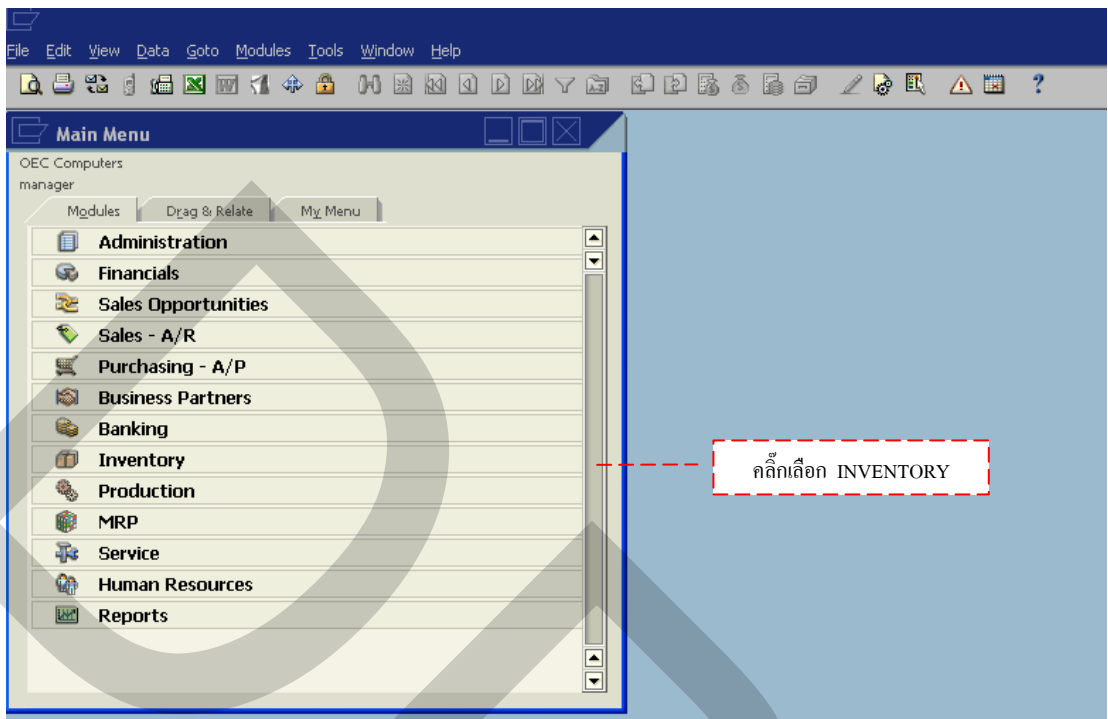 File Edit View Data Goto Modules Tools Window Help
Main Menu
OEC Computers
manager
Modules Drag & Relate My Menu
Administration
Financials
Sales Opportunities
Sales - A/R
Purchasing - A/P
Business Partners
Banking
Inventory
คลิ๊กเลือก INVENTORY
Production
MRP
Service
Human Resources
Reports